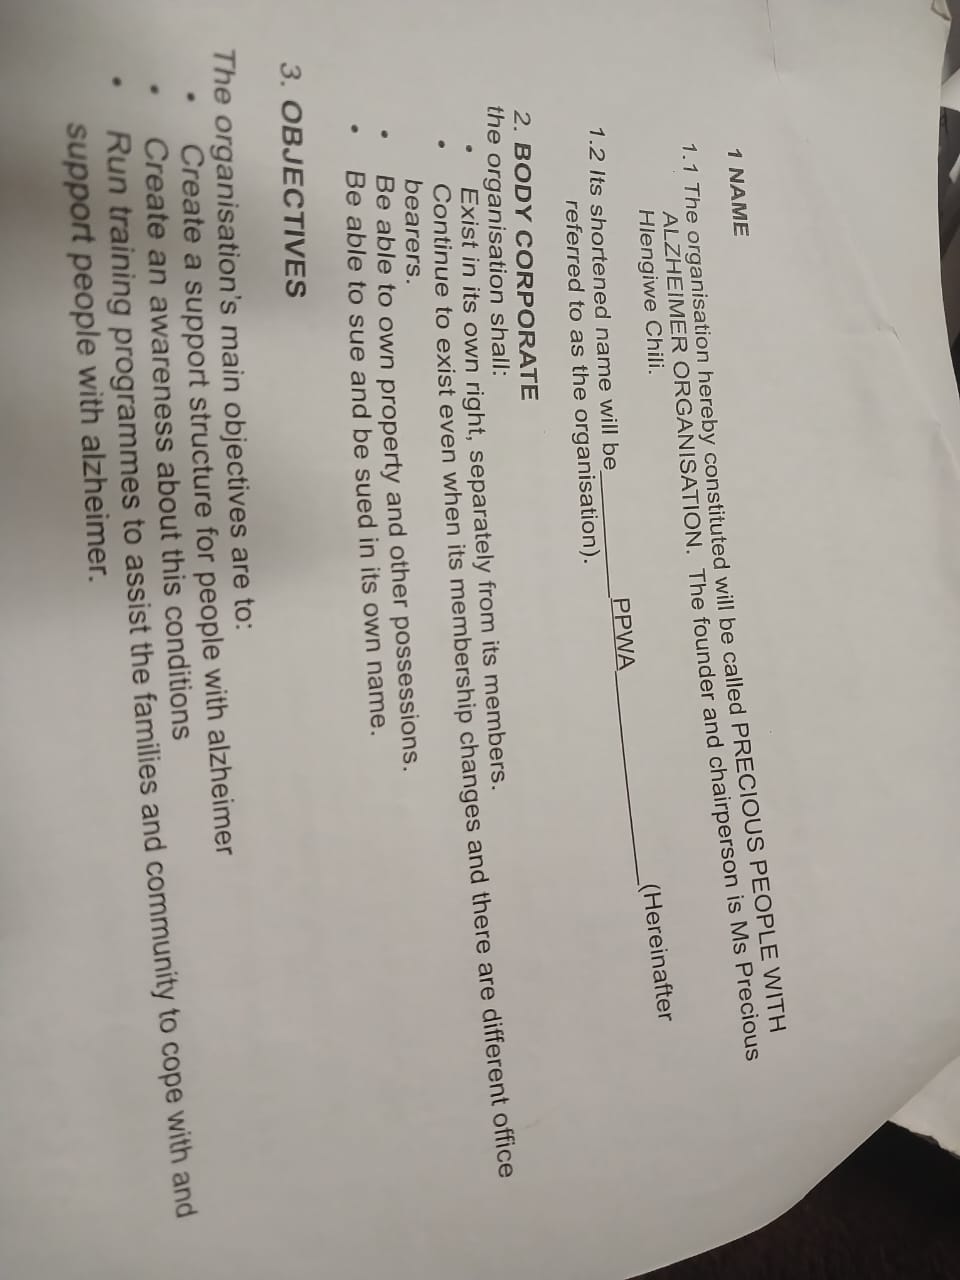 1 NAME
1.1 The organisation hereby constituted will be called PRECIOUS PEOPLE WITH
ALZHEIMER ORGANISATION. The founder and chairperson is Ms Precious
Hlengiwe Chili.
1.2 Its shortened name will be__________PPWA_________________(Hereinafter
referred to as the organisation).
2. BODY CORPORATE
the organisation shall:
• Exist in its own right, separately from its members.
• Continue to exist even when its membership changes and there are different office
bearers.
• Be able to own property and other possessions.
• Be able to sue and be sued in its own name.
3. OBJECTIVES
The organisation's main objectives are to:
• Create a support structure for people with alzheimer
• Create an awareness about this conditions
• Run training programmes to assist the families and community to cope with and
support people with alzheimer.